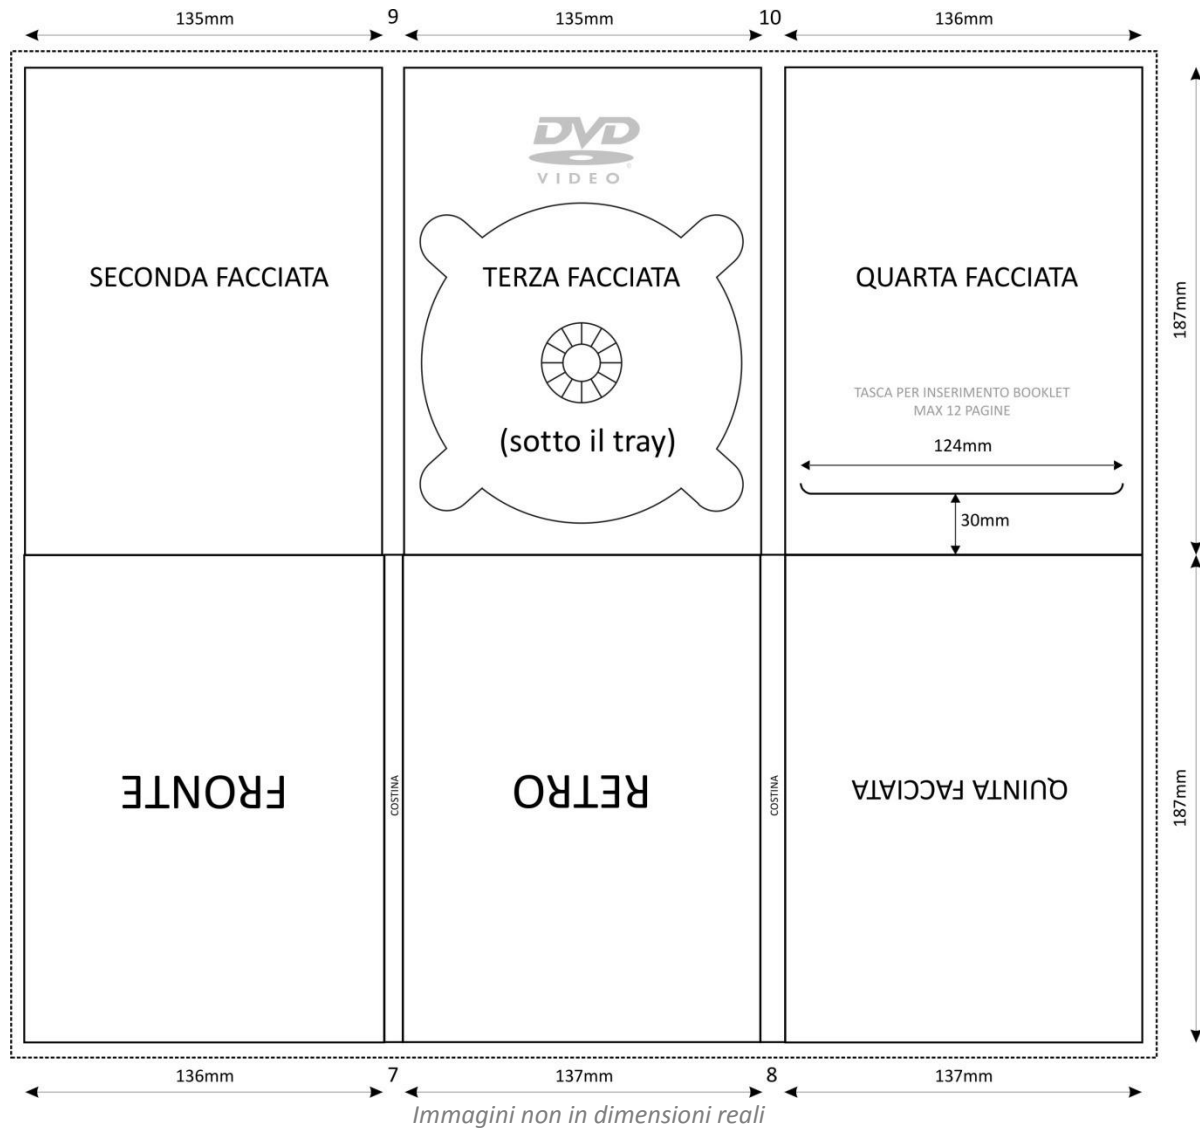 135mm 9 135mm 10 136mm
DVD
VIDEO
SECONDA FACCIATA
TERZA FACCIATA
QUARTA FACCIATA
187mm
TASCA PER INSERIMENTO BOOKLET
MAX 12 PAGINE
(sotto il tray)
124mm
30mm
FRONTE
COSTINA
RETRO
COSTINA
QUINTA FACCIATA
187mm
136mm 7 137mm 8 137mm
Immagini non in dimensioni reali